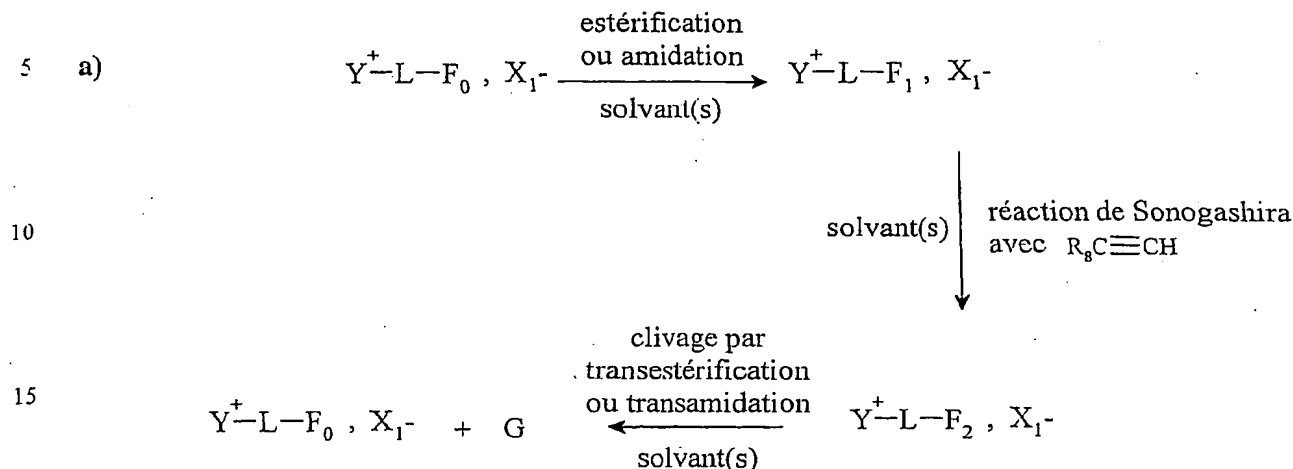 estérification
ou amidation
5 a) Y⁺—L—F₀ , X₁- Y⁺—L—F₁ , X₁-
solvant(s)
réaction de Sonogashira
10 solvant(s) avec R₈C≡CH
clivage par
transestérification
ou transamidation
15 Y⁺—L—F₀ , X₁- + G Y⁺—L—F₂ , X₁-
solvant(s)